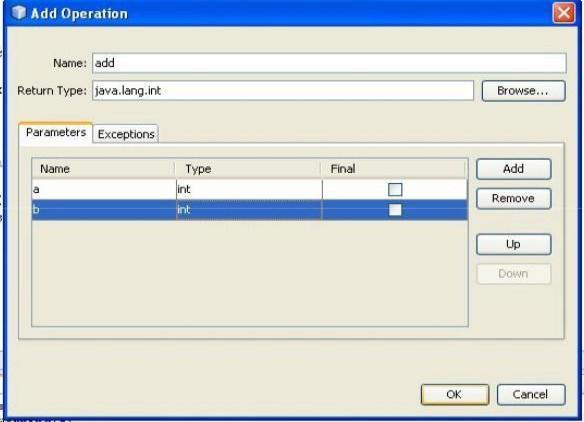 Add Operation
Name: add
Return Type: java.lang.int Browse...
Parameters Exceptions
Name Type Final Add
a int
Remove
b int
Up
Down
OK Cancel